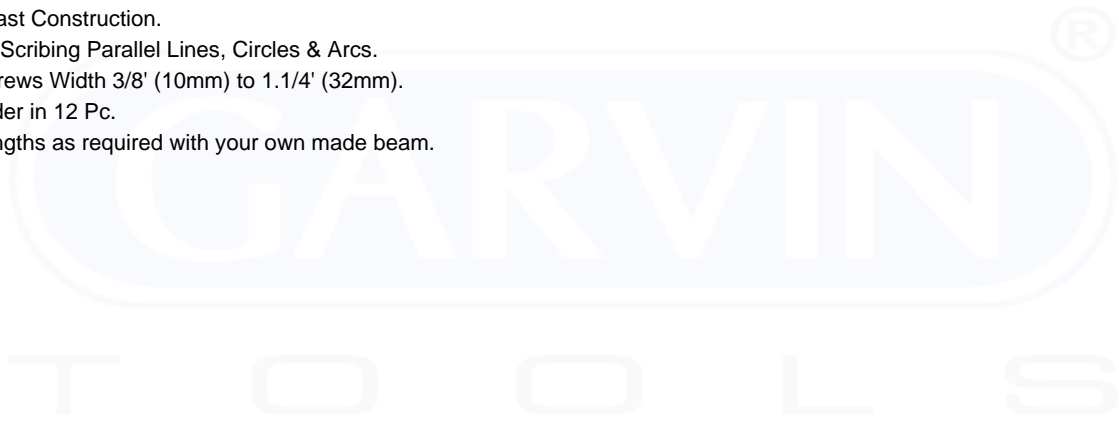 ast Construction.
Scribing Parallel Lines, Circles & Arcs.
rews Width 3/8' (10mm) to 1.1/4' (32mm).
der in 12 Pc.
ngths as required with your own made beam.
®
GARVIN
TOOLS